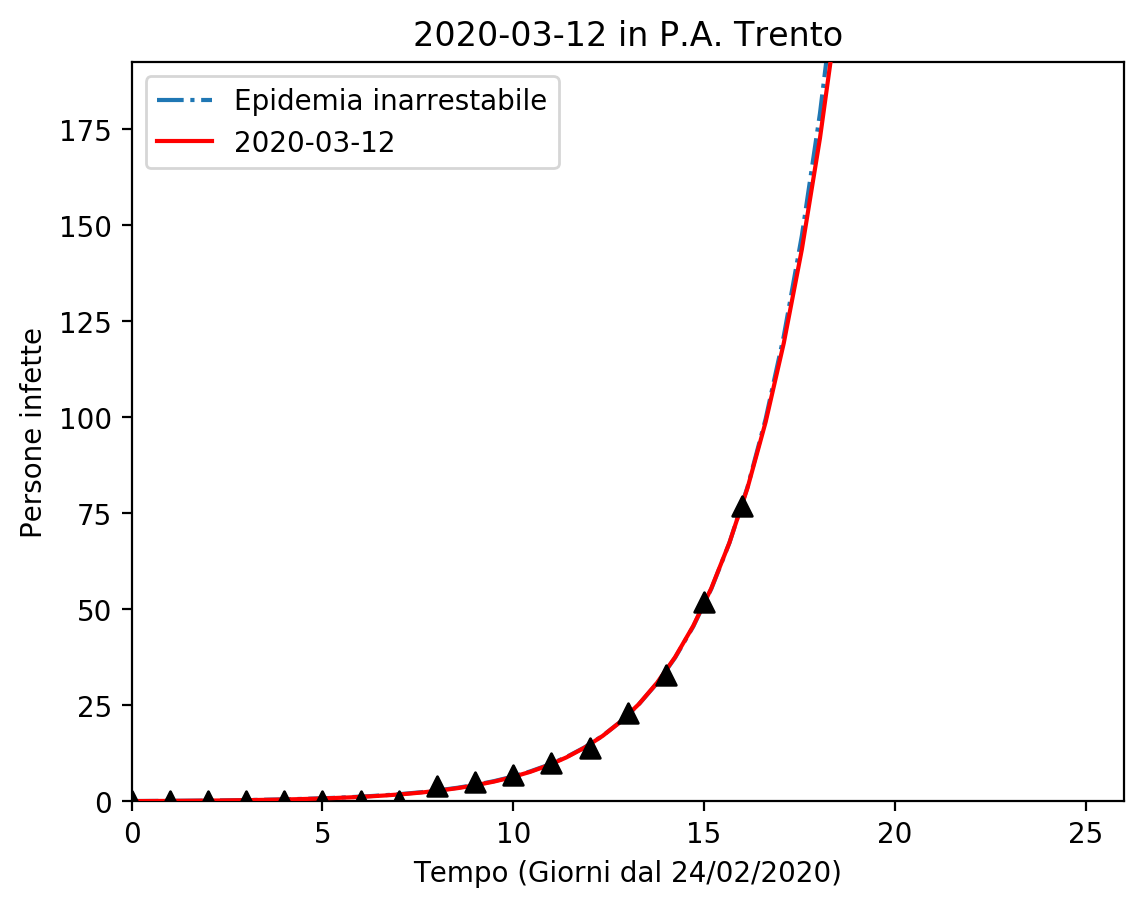 2020-03-12 in P.A. Trento
Epidemia inarrestabile
2020-03-12
175
150
125
100
75
50
25
0
Persone infette
0 5 10 15 20 25
Tempo (Giorni dal 24/02/2020)